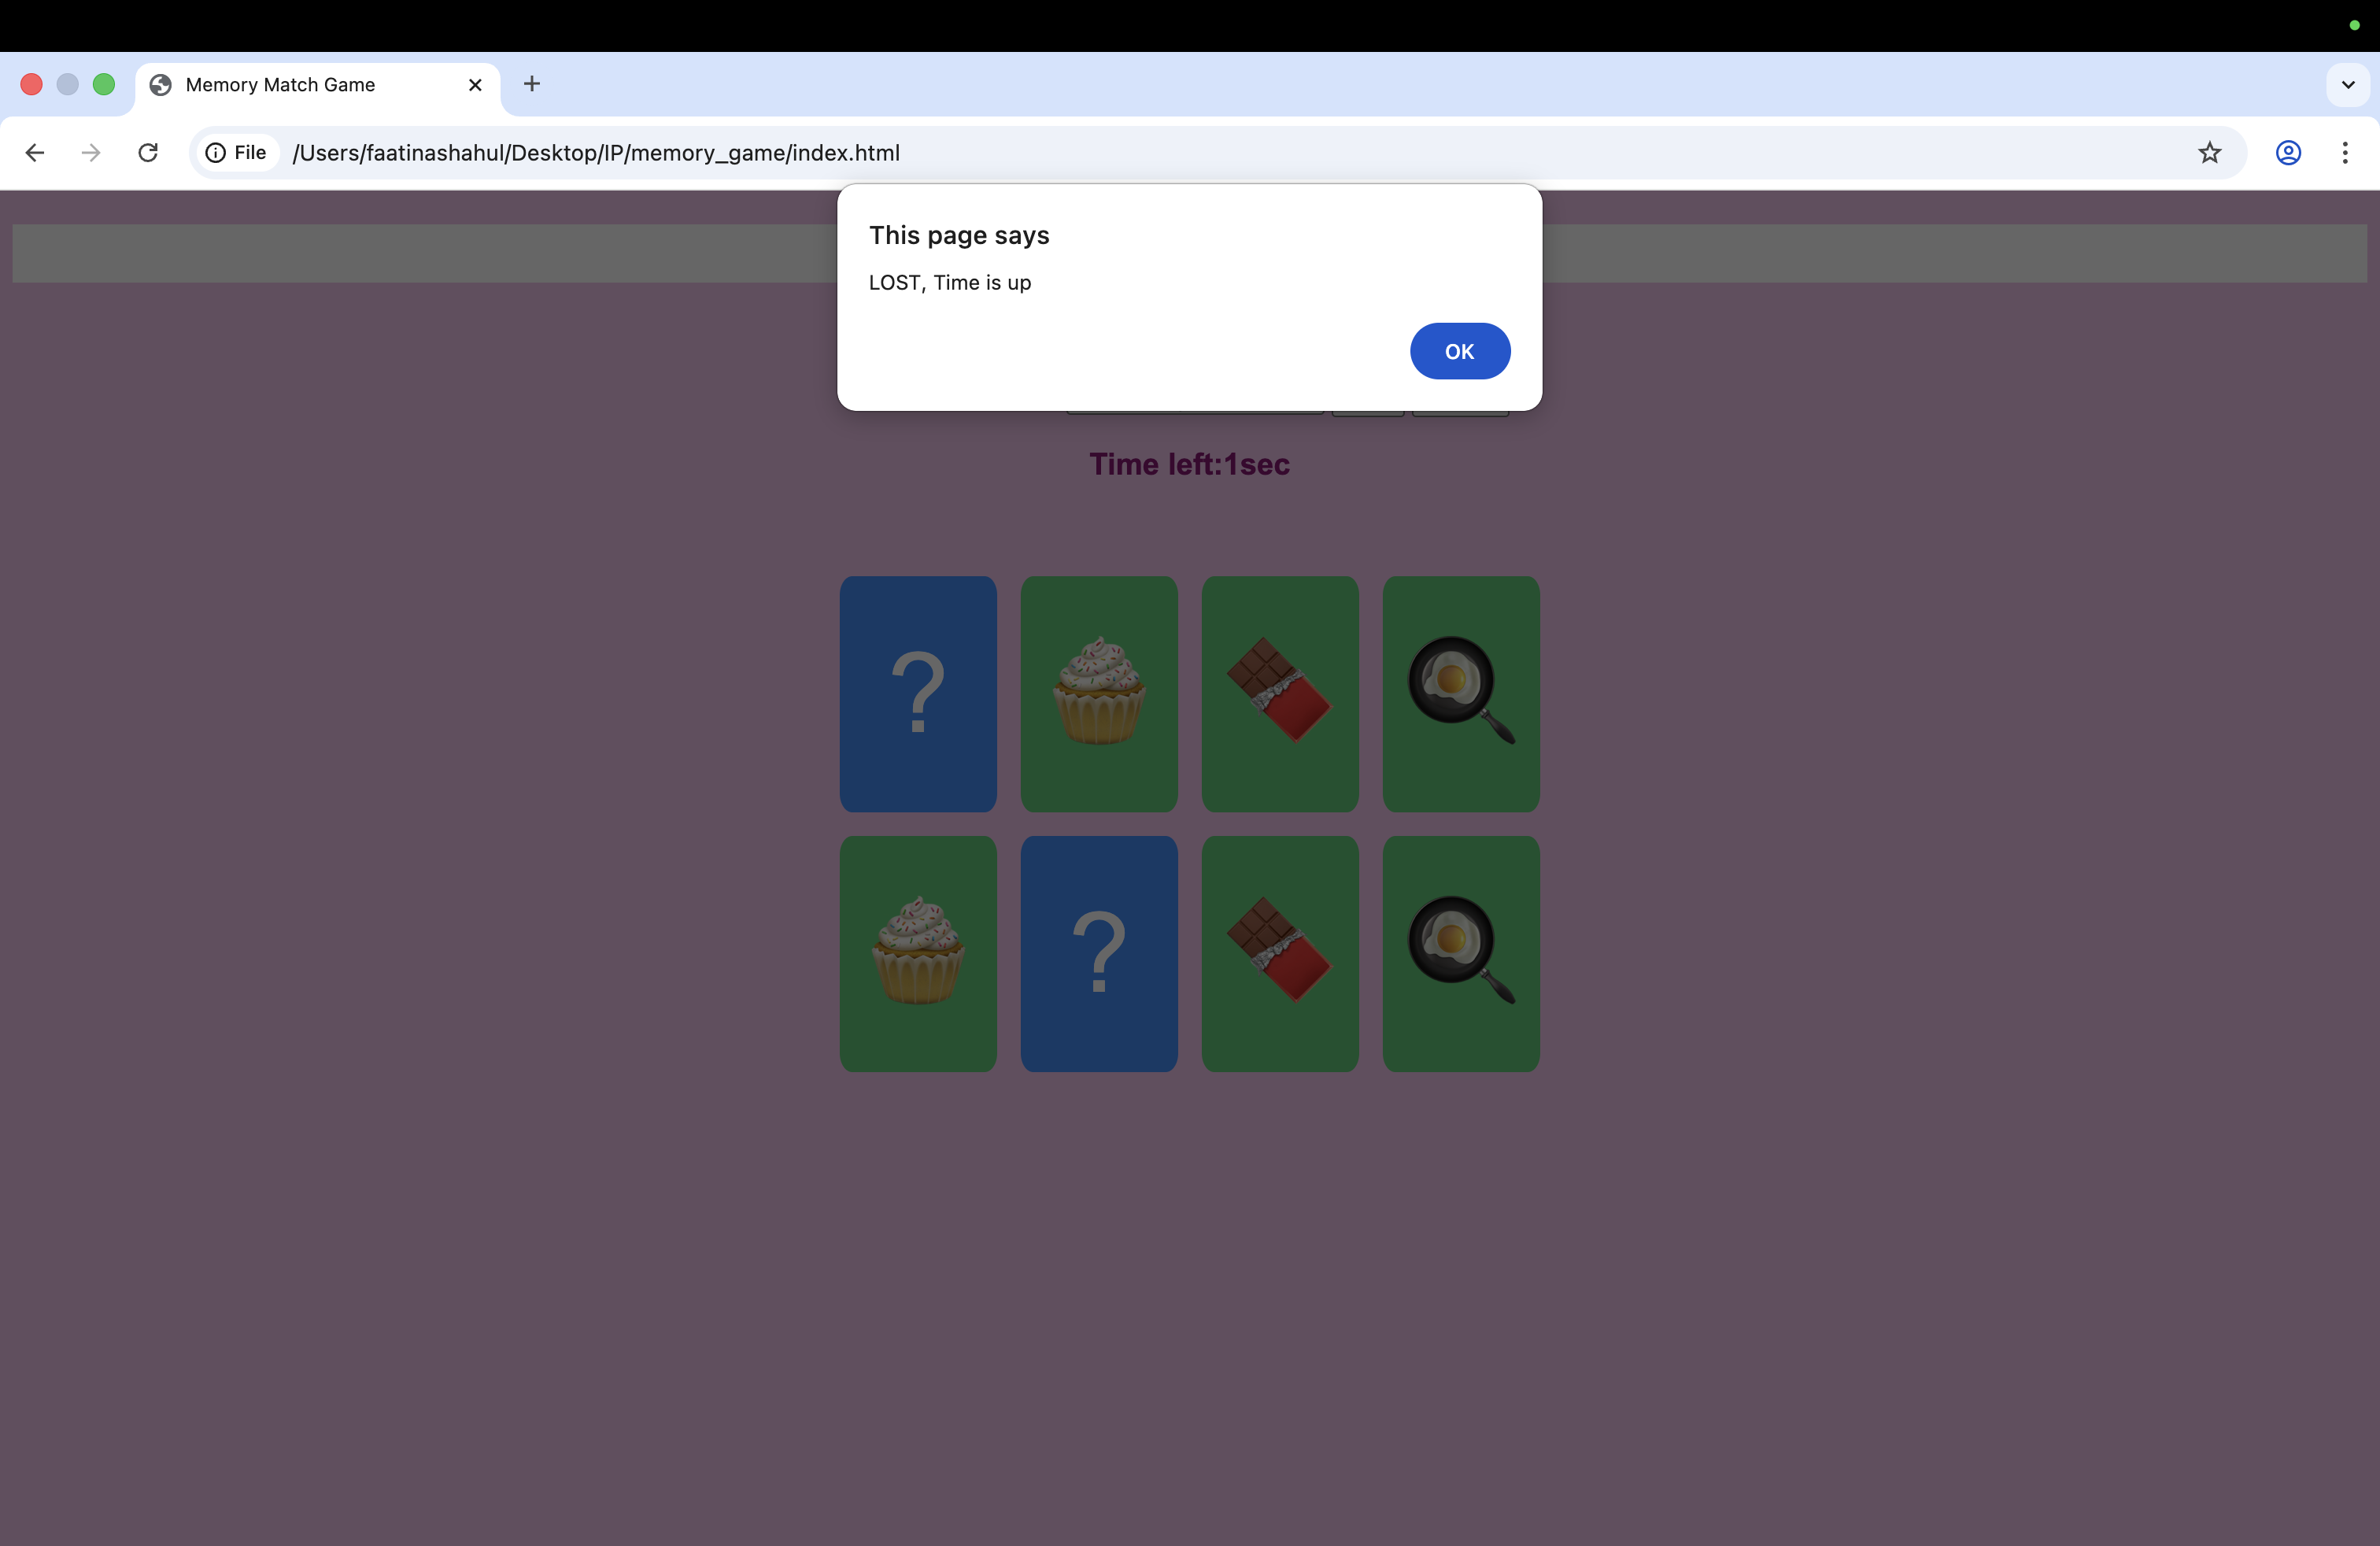 Memory Match Game
File /Users/faatinashahul/Desktop/IP/memory_game/index.html
This page says
LOST, Time is up
OK
Time left:1sec
?
?